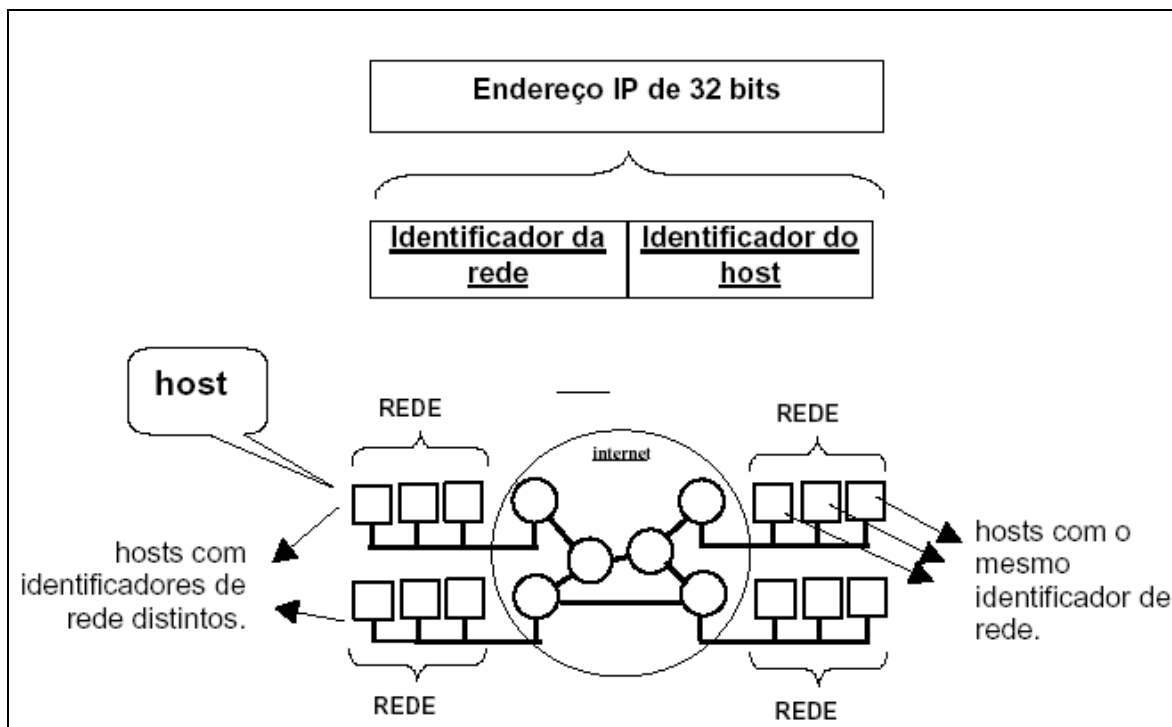 Endereço IP de 32 bits
Identificador da
rede
Identificador do
host
host
REDE
REDE
internet
hosts com
identificadores de
rede distintos.
hosts com o
mesmo
identificador de
rede.
REDE
REDE